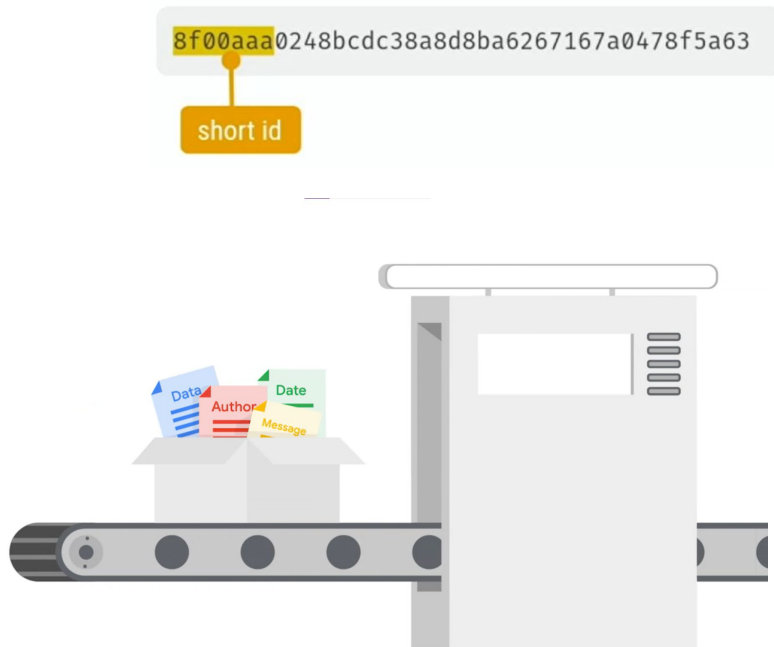 8f00aaa0248bcdc38a8d8ba6267167a0478f5a63
short id
Data
Author
Date
Message